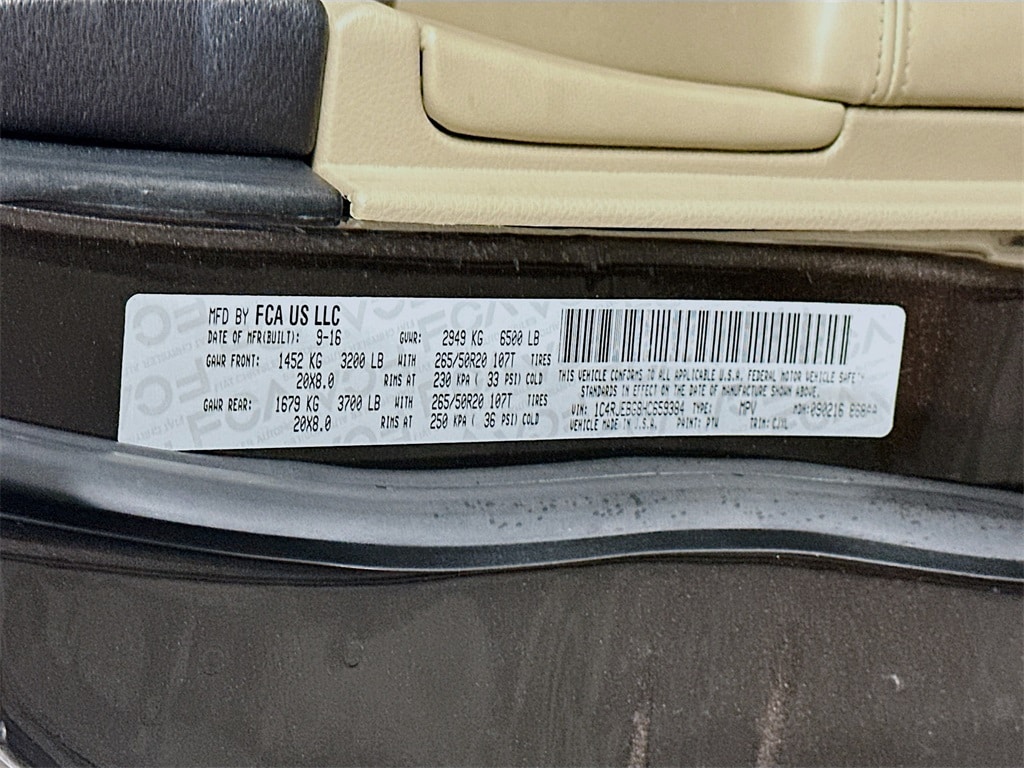 MFD BY FCA US LLC
DATE OF MFR(BUILT): 9-16 GVWR: 2949 KG 6500 LB
GAWR FRONT: 1452 KG 3200 LB WITH 265/50R20 107T TIRES
20X8.0 RIMS AT 230 KPA ( 33 PSI) COLD
GAWR REAR: 1679 KG 3700 LB WITH 265/50R20 107T TIRES
20X8.0 RIMS AT 250 KPA ( 36 PSI) COLD
THIS VEHICLE CONFORMS TO ALL APPLICABLE U.S.A. FEDERAL MOTOR VEHICLE SAFETY
STANDARDS IN EFFECT ON THE DATE OF MANUFACTURE SHOWN ABOVE.
VIN: TYPE: MPV MDH:
VEHICLE MADE IN U.S.A. PAINT: TRIM: